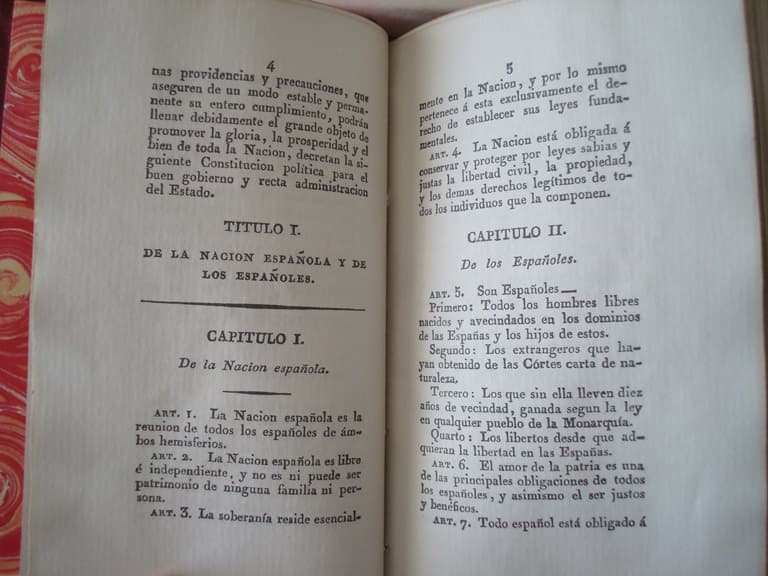 4
nas providencias y precauciones, que
aseguren de un modo estable y perma-
nente su entero cumplimiento, podrán
llenar debidamente el grande objeto de
promover la gloria, la prosperidad y el
bien de toda la Nacion, decretan la si-
guiente Constitucion política para el
buen gobierno y recta administracion
del Estado.
TITULO I.
DE LA NACION ESPAÑOLA Y DE
LOS ESPAÑOLES.
CAPITULO I.
De la Nacion española.
ART. 1. La Nacion española es la
reunion de todos los españoles de ám-
bos hemisferios.
ART. 2. La Nacion española es libre
é independiente, y no es ni puede ser
patrimonio de ninguna familia ni per-
sona.
ART. 3. La soberanía reside esencial-
5
mente en la Nacion, y por lo mismo
pertenece á esta exclusivamente el de-
recho de establecer sus leyes funda-
mentales.
ART. 4. La Nacion está obligada á
conservar y proteger por leyes sabias y
justas la libertad civil, la propiedad,
y los demas derechos legítimos de to-
dos los individuos que la componen.
CAPITULO II.
De los Españoles.
ART. 5. Son Españoles—
Primero: Todos los hombres libres
nacidos y avecindados en los dominios
de las Españas y los hijos de estos.
Segundo: Los extrangeros que ha-
yan obtenido de las Córtes carta de na-
turaleza.
Tercero: Los que sin ella lleven diez
años de vecindad, ganada segun la ley
en qualquier pueblo de la Monarquía.
Quarto: Los libertos desde que ad-
quieran la libertad en las Españas.
ART. 6. El amor de la patria es una
de las principales obligaciones de todos
los españoles, y asimismo el ser justos
y benéficos.
ART. 7. Todo español está obligado á